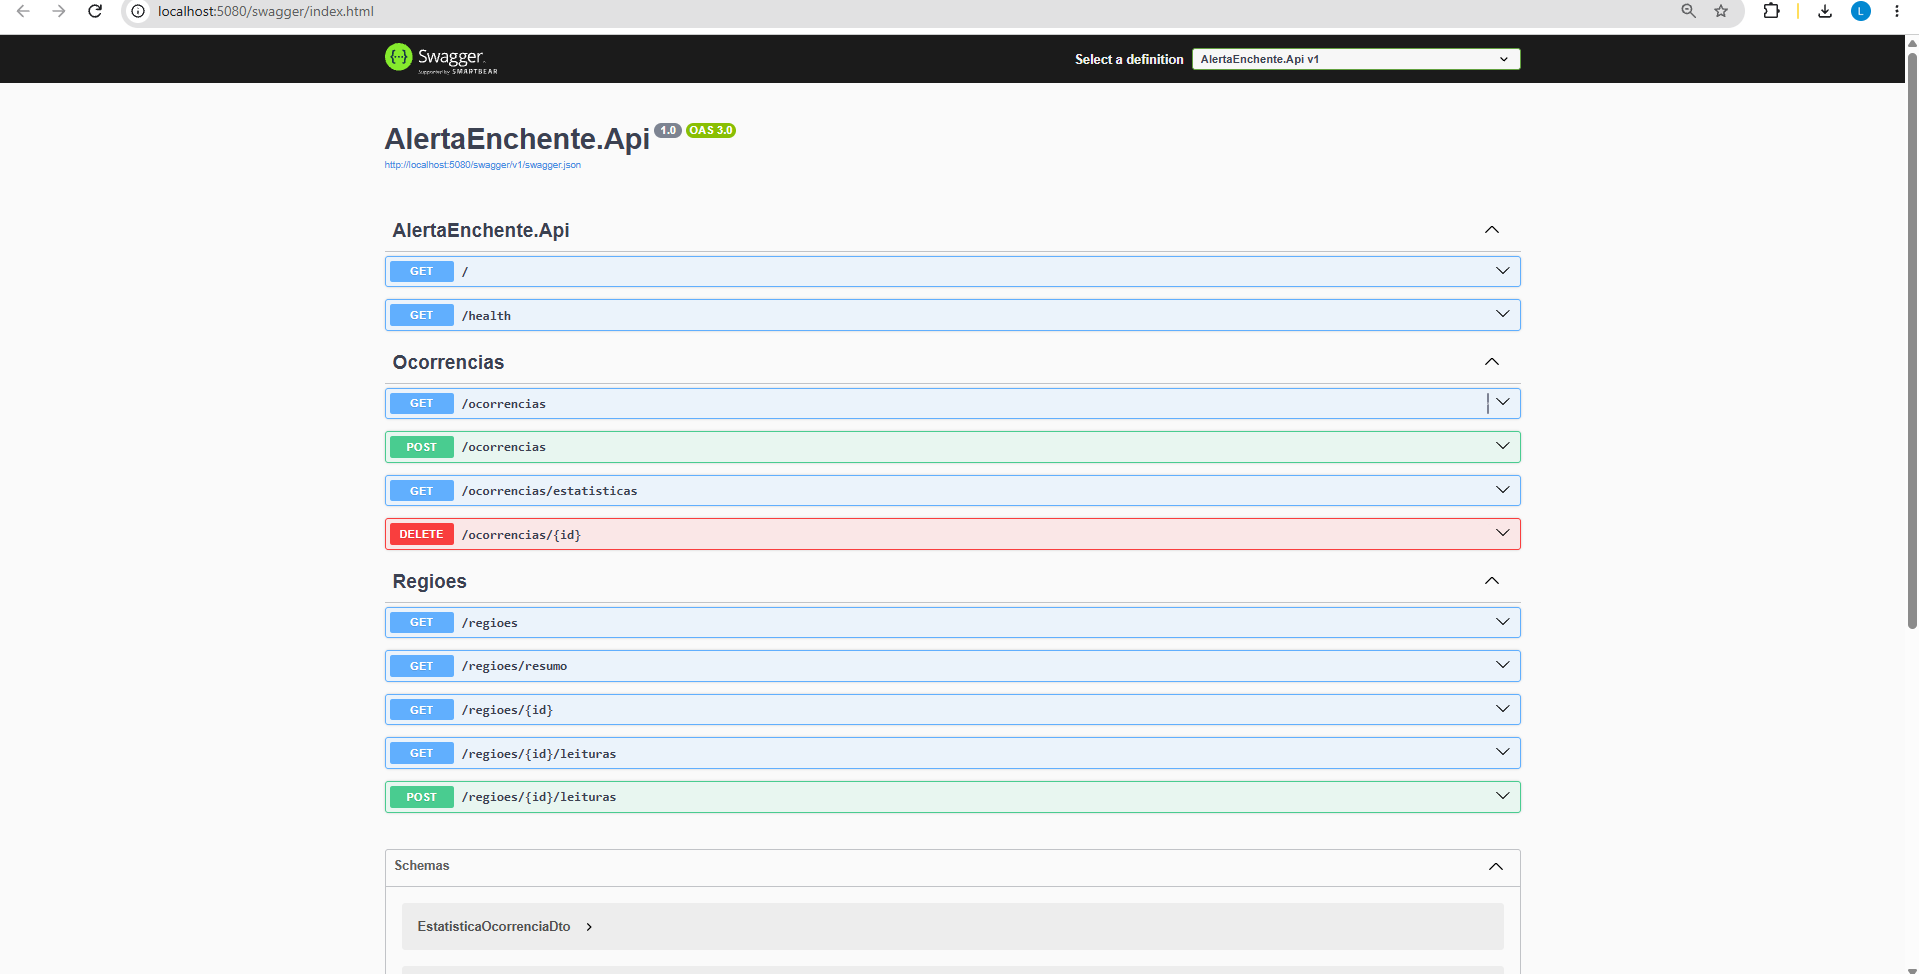 localhost:5080/swagger/index.html
L
Swagger
Supported by SMARTBEAR
Select a definition
AlertaEnchente.Api v1
AlertaEnchente.Api 1.0 OAS 3.0
http://localhost:5080/swagger/v1/swagger.json
AlertaEnchente.Api
GET /
GET /health
Ocorrencias
GET /ocorrencias
POST /ocorrencias
GET /ocorrencias/estatisticas
DELETE /ocorrencias/{id}
Regioes
GET /regioes
GET /regioes/resumo
GET /regioes/{id}
GET /regioes/{id}/leituras
POST /regioes/{id}/leituras
Schemas
EstatisticaOcorrenciaDto